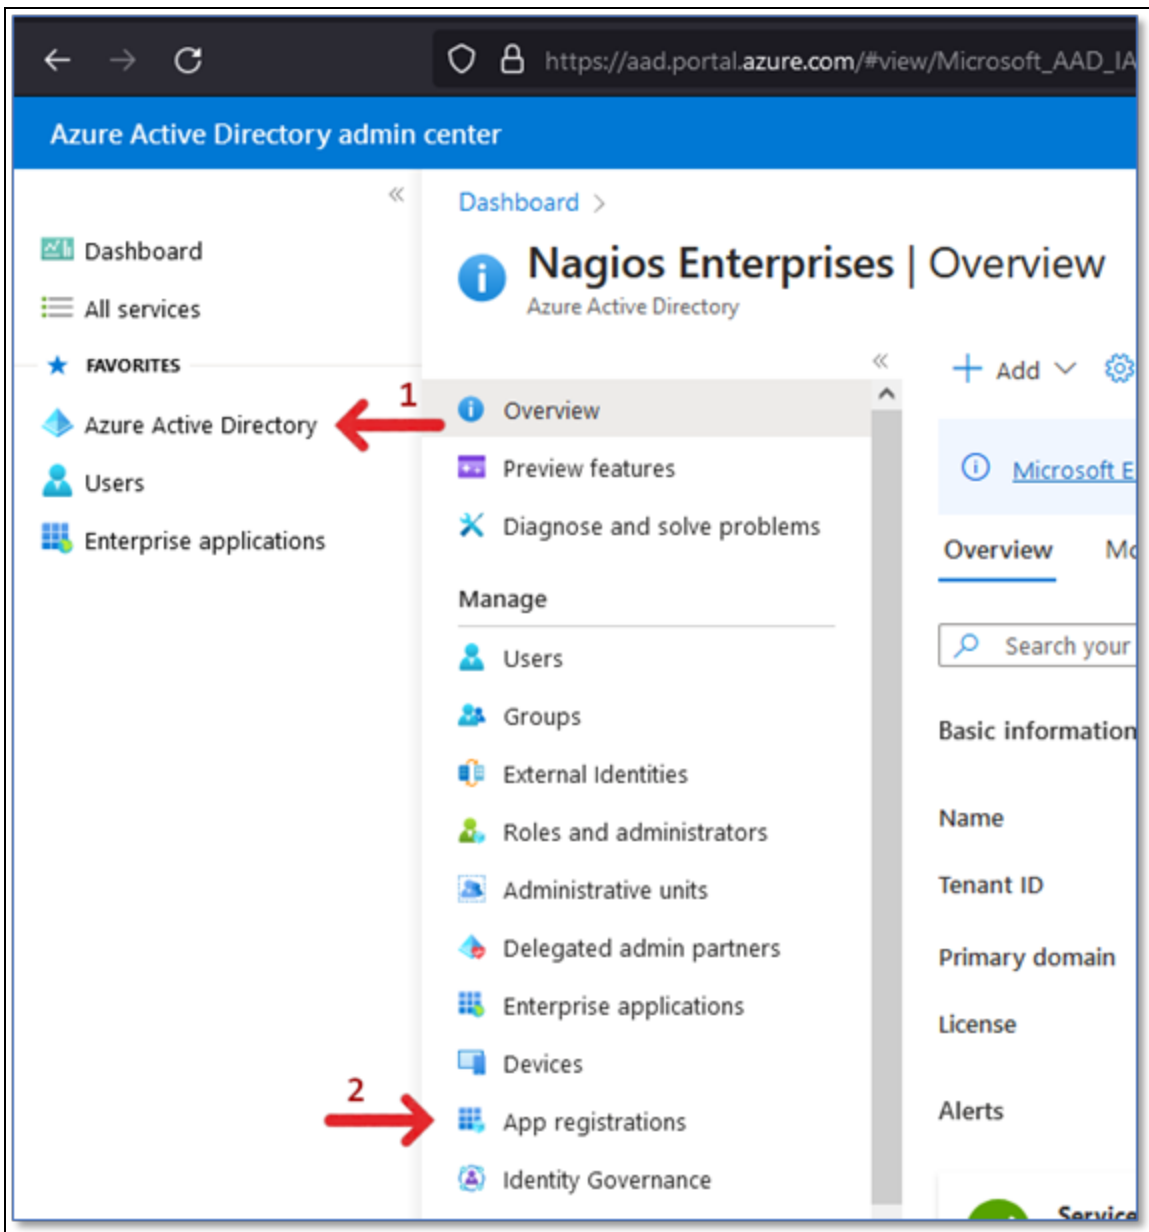 https://aad.portal.azure.com/#view/Microsoft_AAD_IA
Azure Active Directory admin center
«
Dashboard
All services
FAVORITES
1
Azure Active Directory
Users
Enterprise applications
Dashboard >
Nagios Enterprises | Overview
Azure Active Directory
«
Overview
Preview features
Diagnose and solve problems
Manage
Users
Groups
External Identities
Roles and administrators
Administrative units
Delegated admin partners
Enterprise applications
Devices
2
App registrations
Identity Governance
+ Add
Microsoft E
Overview Mo
Search your
Basic information
Name
Tenant ID
Primary domain
License
Alerts
Service